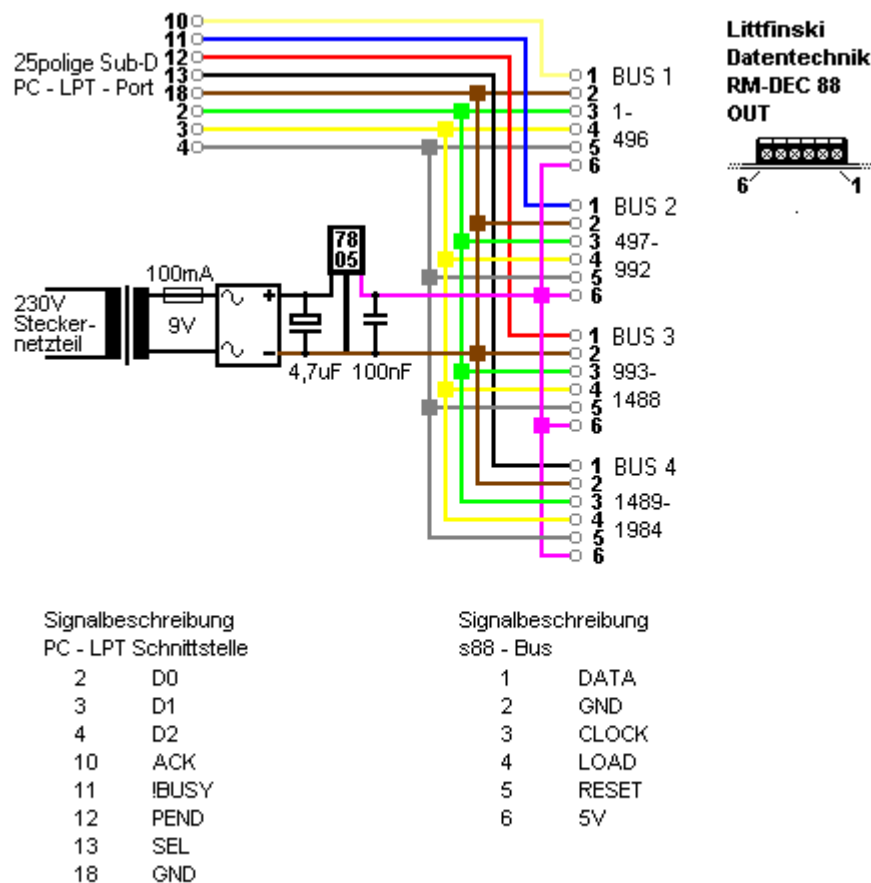 25polige Sub-D
PC - LPT - Port
10
11
12
13
18
2
3
4
1 BUS 1
2
3 1-
4
5 496
6
1 BUS 2
2
3 497-
4
5 992
6
1 BUS 3
2
3 993-
4
5 1488
6
1 BUS 4
2
3 1489-
4
5 1984
6
Littfinski
Datentechnik
RM-DEC 88
OUT
6 1
78
05
230V
Stecker-
netzteil
100mA
9V
+
-
4,7uF 100nF
Signalbeschreibung
PC - LPT Schnittstelle
2 D0
3 D1
4 D2
10 ACK
11 !BUSY
12 PEND
13 SEL
18 GND
Signalbeschreibung
s88 - Bus
1 DATA
2 GND
3 CLOCK
4 LOAD
5 RESET
6 5V